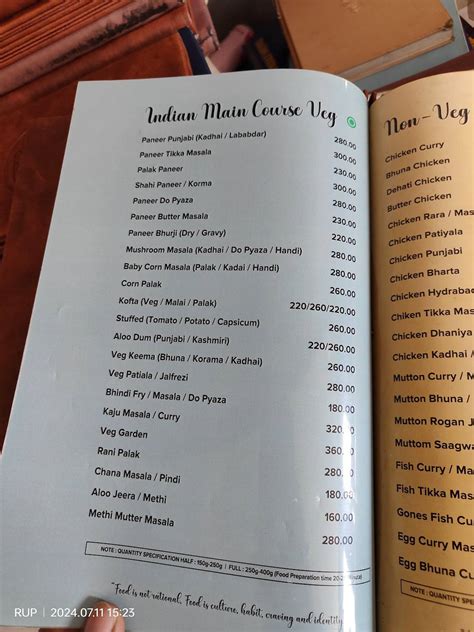 Indian Main Course Veg
Paneer Punjabi (Kadhai / Lababdar) 280.00
Paneer Tikka Masala 300.00
Palak Paneer 230.00
Shahi Paneer / Korma 300.00
Paneer Do Pyaza 280.00
Paneer Butter Masala 230.00
Paneer Bhurji (Dry / Gravy) 220.00
Mushroom Masala (Kadhai / Do Pyaza / Handi) 280.00
Baby Corn Masala (Palak / Kadai / Handi) 280.00
Corn Palak 260.00
Kofta (Veg / Malai / Palak) 220/260/220.00
Stuffed (Tomato / Potato / Capsicum) 260.00
Aloo Dum (Punjabi / Kashmiri) 220/260.00
Veg Keema (Bhuna / Korama / Kadhai) 260.00
Veg Patiala / Jalfrezi 280.00
Bhindi Fry / Masala / Do Pyaza 180.00
Kaju Masala / Curry 320.
Veg Garden 360.
Rani Palak 280.
Chana Masala / Pindi 180.00
Aloo Jeera / Methi 160.00
Methi Mutter Masala 280.00
NOTE : QUANTITY SPECIFICATION HALF : 150g-250g | FULL : 250g-400g (Food Preparation time 20-
"Food is not rational. Food is culture, habit, craving and identity
RUP | 2024.07.11 15:23
Non-Veg
Chicken Curry
Bhuna Chicken
Dehati Chicken
Butter Chicken
Chicken Rara / Mas
Chicken Patiyala
Chicken Punjabi
Chicken Bharta
Chicken Hydrabad
Chiken Tikka Mas
Chicken Dhaniya
Chicken Kadhai /
Mutton Curry / M
Mutton Bhuna /
Mutton Rogan J
Muttom Saagwa
Fish Curry / Ma
Fish Tikka Mas
Gones Fish Cu
Egg Curry Mas
Egg Bhuna Cu
NOTE : QUANTITY